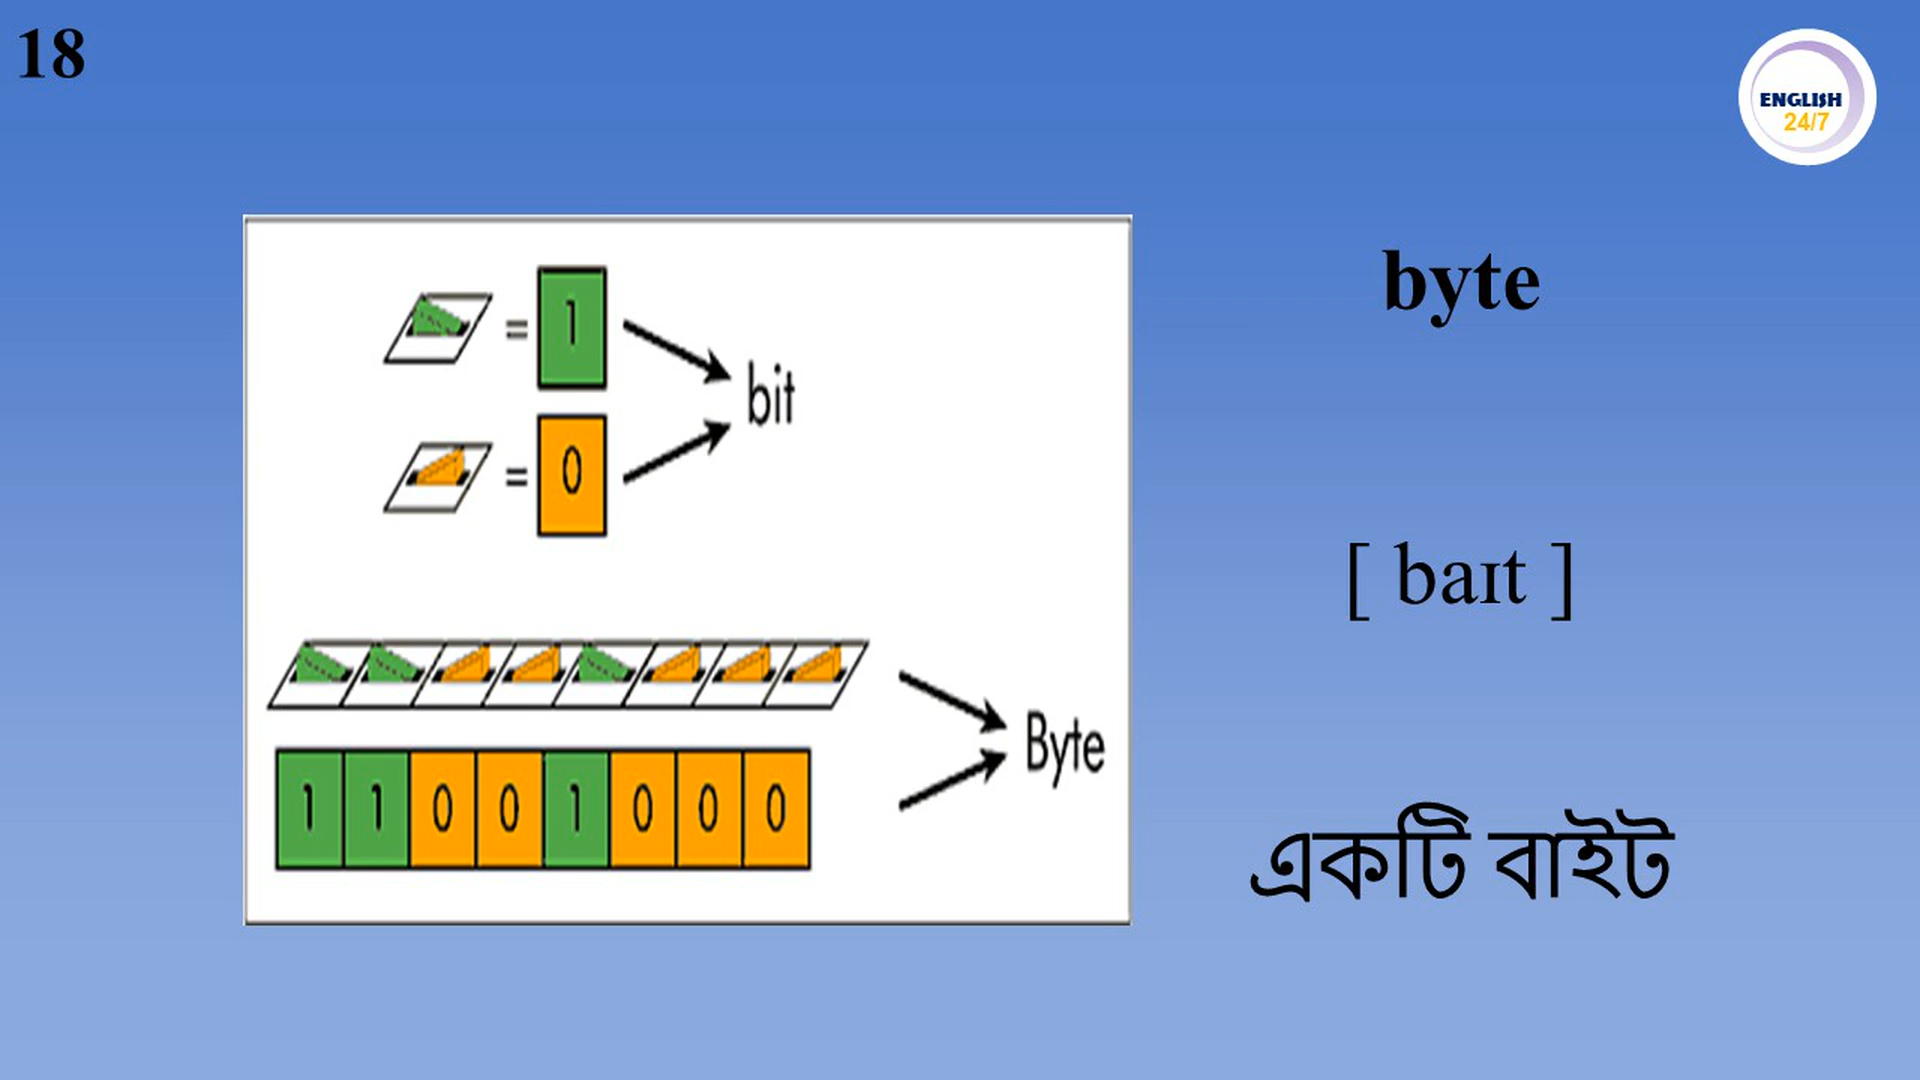 18
ENGLISH
24/7
byte
= 1
bit
= 0
[ baɪt ]
1 1 0 0 1 0 0 0
Byte
একটি বাইট